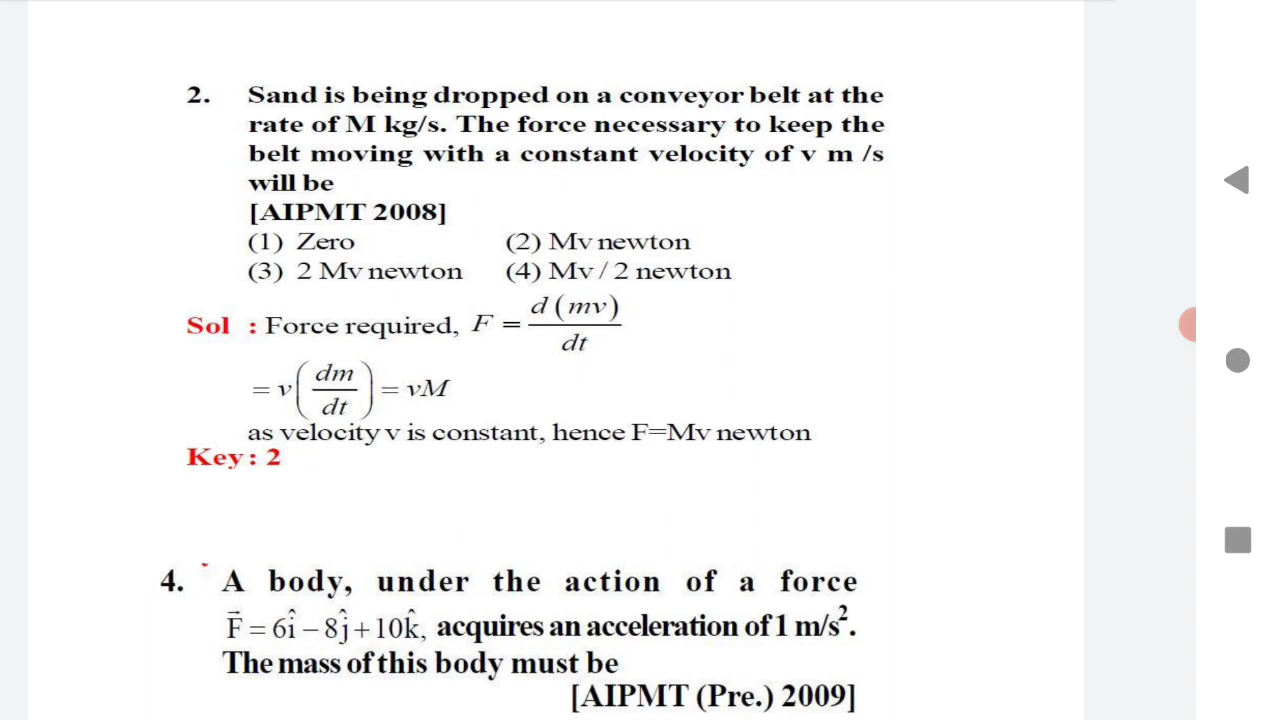 2. Sand is being dropped on a conveyor belt at the
rate of M kg/s. The force necessary to keep the
belt moving with a constant velocity of v m /s
will be
[AIPMT 2008]
(1) Zero (2) Mv newton
(3) 2 Mv newton (4) Mv / 2 newton
Sol : Force required, F = d(mv)/dt
= v(dm/dt) = vM
as velocity v is constant, hence F=Mv newton
Key : 2
4. A body, under the action of a force
F⃗ = 6î – 8ĵ + 10k̂, acquires an acceleration of 1 m/s².
The mass of this body must be
[AIPMT (Pre.) 2009]